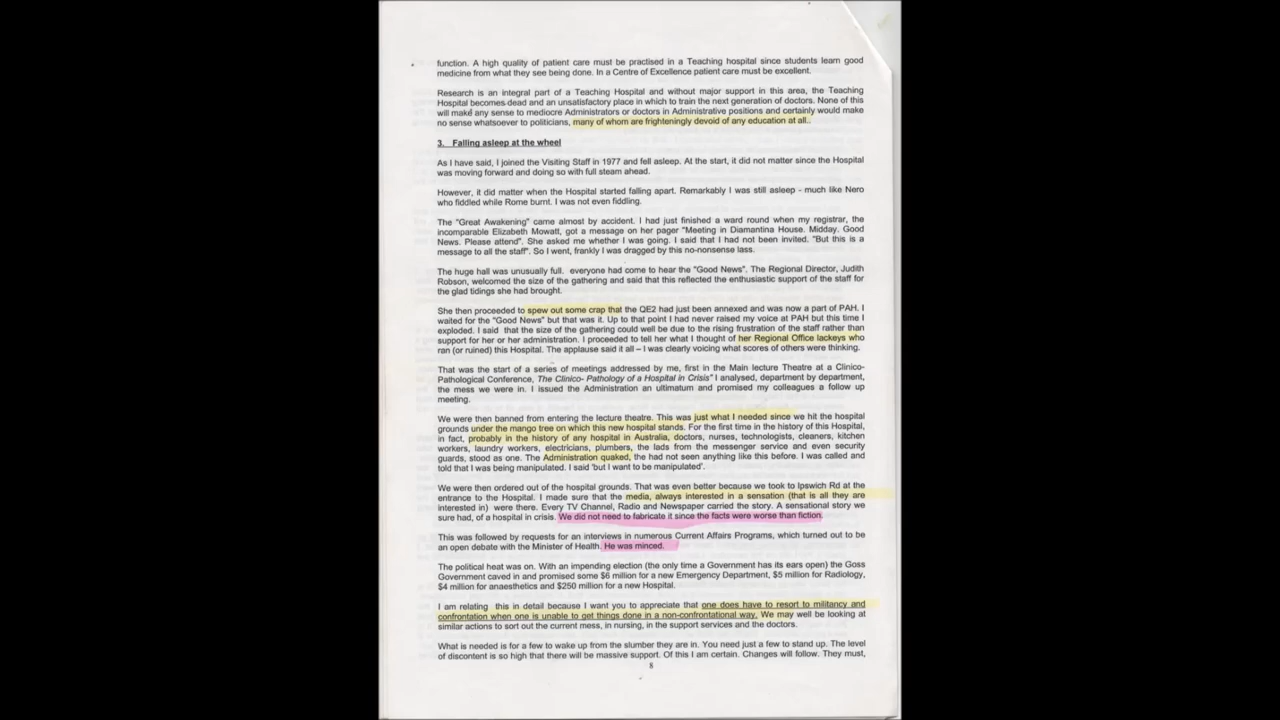 function. A high quality of patient care must be practised in a Teaching hospital since students learn good
medicine from what they see being done. In a Centre of Excellence patient care must be excellent.
Research is an integral part of a Teaching Hospital and without major support in this area, the Teaching
Hospital becomes dead and an unsatisfactory place in which to train the next generation of doctors. None of this
will make any sense to mediocre Administrators or doctors in Administrative positions and certainly would make
no sense whatsoever to politicians, many of whom are frighteningly devoid of any education at all..
3. Falling asleep at the wheel
As I have said, I joined the Visiting Staff in 1977 and fell asleep. At the start, it did not matter since the Hospital
was moving forward and doing so with full steam ahead.
However, it did matter when the Hospital started falling apart. Remarkably I was still asleep - much like Nero
who fiddled while Rome burnt. I was not even fiddling.
The "Great Awakening" came almost by accident. I had just finished a ward round when my registrar, the
incomparable Elizabeth Mowatt, got a message on her pager "Meeting in Diamantina House. Midday. Good
News. Please attend". She asked me whether I was going. I said that I had not been invited. "But this is a
message to all the staff". So I went, frankly I was dragged by this no-nonsense lass.
The huge hall was unusually full. everyone had come to hear the "Good News". The Regional Director, Judith
Robson, welcomed the size of the gathering and said that this reflected the enthusiastic support of the staff for
the glad tidings she had brought.
She then proceeded to spew out some crap that the QE2 had just been annexed and was now a part of PAH. I
waited for the "Good News" but that was it. Up to that point I had never raised my voice at PAH but this time I
exploded. I said that the size of the gathering could well be due to the rising frustration of the staff rather than
support for her or her administration. I proceeded to tell her what I thought of her Regional Office lackeys who
ran (or ruined) this Hospital. The applause said it all – I was clearly voicing what scores of others were thinking.
That was the start of a series of meetings addressed by me, first in the Main lecture Theatre at a Clinico-
Pathological Conference, The Clinico- Pathology of a Hospital in Crisis" I analysed, department by department,
the mess we were in. I issued the Administration an ultimatum and promised my colleagues a follow up
meeting.
We were then banned from entering the lecture theatre. This was just what I needed since we hit the hospital
grounds under the mango tree on which this new hospital stands. For the first time in the history of this Hospital,
in fact, probably in the history of any hospital in Australia, doctors, nurses, technologists, cleaners, kitchen
workers, laundry workers, electricians, plumbers, the lads from the messenger service and even security
guards, stood as one. The Administration quaked, the had not seen anything like this before. I was called and
told that I was being manipulated. I said 'but I want to be manipulated'.
We were then ordered out of the hospital grounds. That was even better because we took to Ipswich Rd at the
entrance to the Hospital. I made sure that the media, always interested in a sensation (that is all they are
interested in) were there. Every TV Channel, Radio and Newspaper carried the story. A sensational story we
sure had, of a hospital in crisis. We did not need to fabricate it since the facts were worse than fiction.
This was followed by requests for an interviews in numerous Current Affairs Programs, which turned out to be
an open debate with the Minister of Health. He was minced.
The political heat was on. With an impending election (the only time a Government has its ears open) the Goss
Government caved in and promised some $6 million for a new Emergency Department, $5 million for Radiology,
$4 million for anaesthetics and $250 million for a new Hospital.
I am relating this in detail because I want you to appreciate that one does have to resort to militancy and
confrontation when one is unable to get things done in a non-confrontational way. We may well be looking at
similar actions to sort out the current mess, in nursing, in the support services and the doctors.
What is needed is for a few to wake up from the slumber they are in. You need just a few to stand up. The level
of discontent is so high that there will be massive support. Of this I am certain. Changes will follow. They must,
8